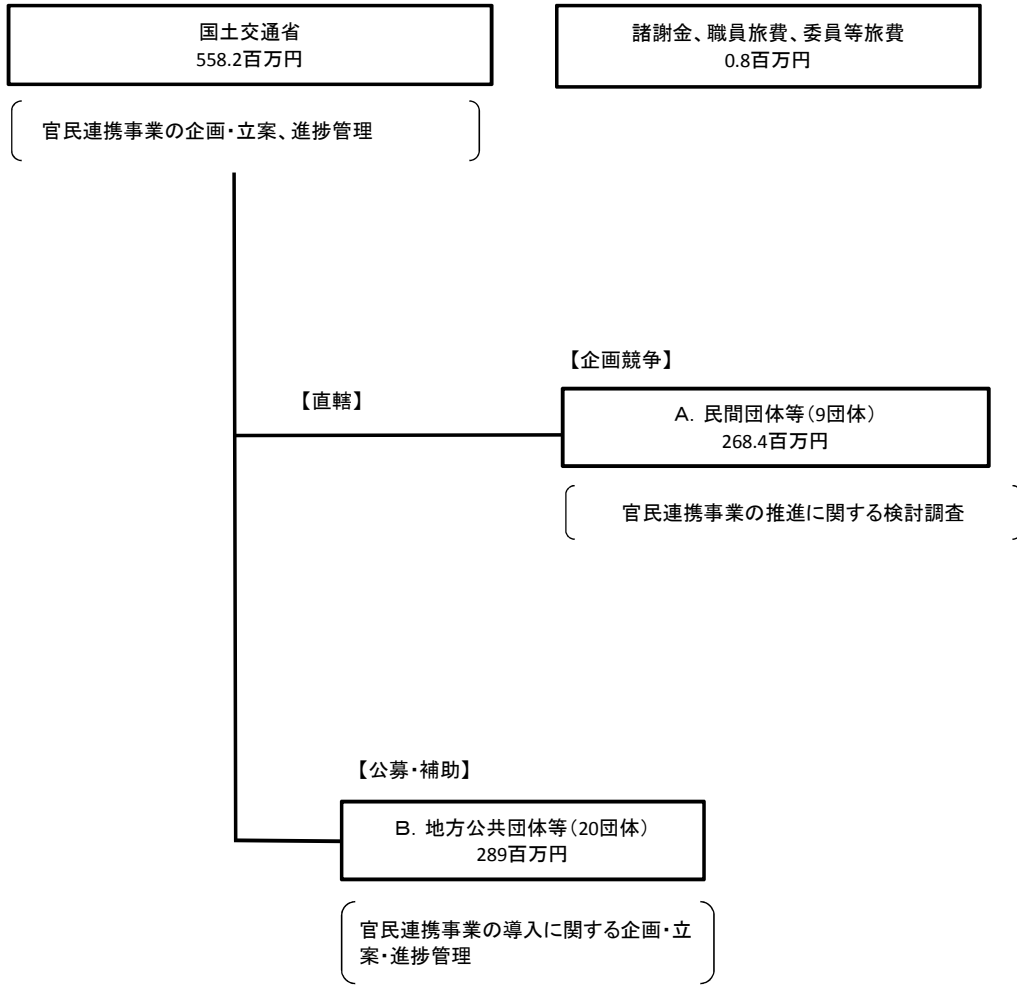 国土交通省
558.2百万円
諸謝金、職員旅費、委員等旅費
0.8百万円
官民連携事業の企画・立案、進捗管理
【企画競争】
【直轄】
A. 民間団体等(9団体)
268.4百万円
官民連携事業の推進に関する検討調査
【公募・補助】
B. 地方公共団体等(20団体)
289百万円
官民連携事業の導入に関する企画・立
案・進捗管理